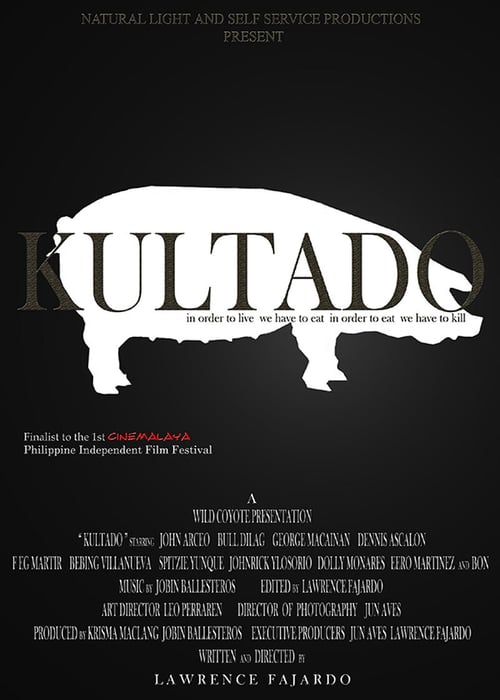 NATURAL LIGHT AND SELF SERVICE PRODUCTIONS
PRESENT
KULTADO
in order to live we have to eat in order to eat we have to kill
Finalist to the 1st CINEMALAYA
Philippine Independent Film Festival
A
WILD COYOTE PRESENTATION
"KULTADO" STARRING JOHN ARCEO BULL DILAG GEORGE MACAINAN DENNIS ASCALON
F EG MARTIR BEBING VILLANUEVA SPITZIE YUNQUE JOHNRICK YLOSORIO DOLLY MONARES EERO MARTINEZ AND BON
MUSIC BY JOBIN BALLESTEROS EDITED BY LAWRENCE FAJARDO
ART DIRECTOR LEO PERRAREN DIRECTOR OF PHOTOGRAPHY JUN AVES
PRODUCED BY KRISMA MACLANG JOBIN BALLESTEROS EXECUTIVE PRODUCERS JUN AVES LAWRENCE FAJARDO
WRITTEN AND DIRECTED BY
LAWRENCE FAJARDO